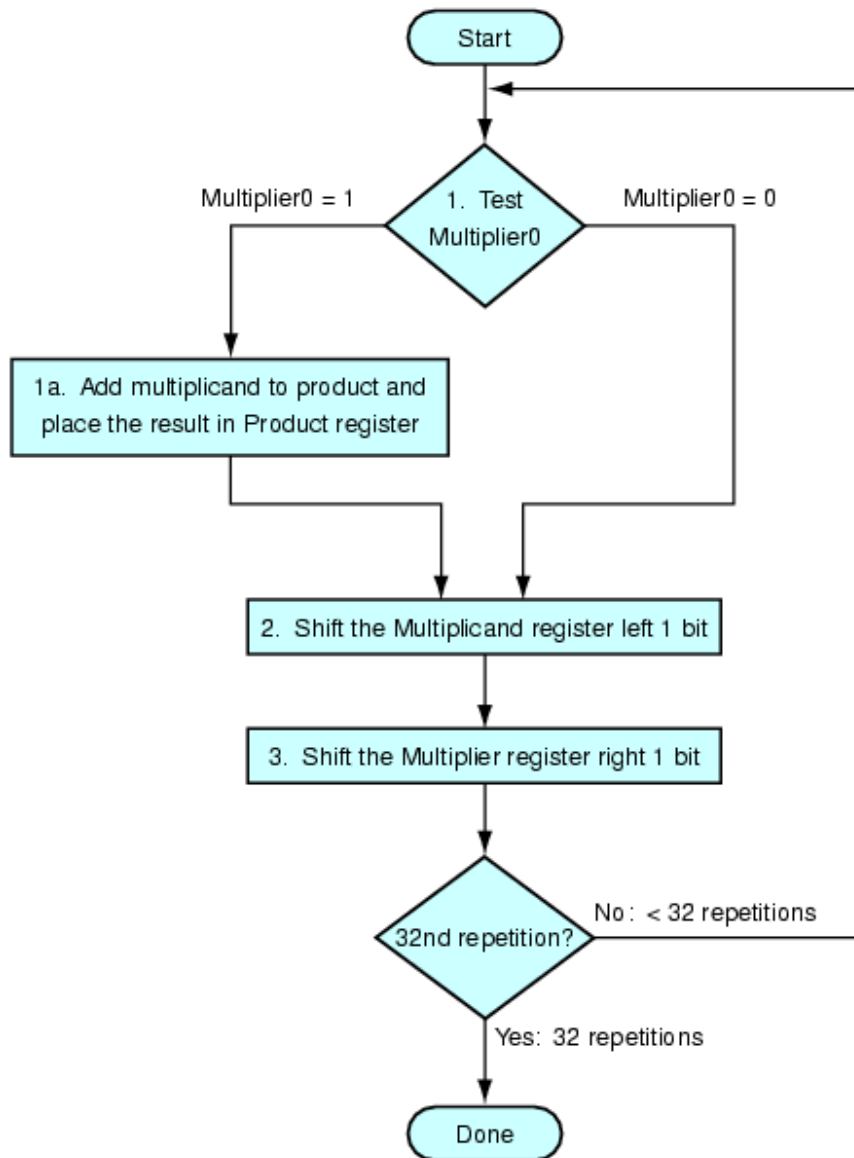 Start
Multiplier0 = 1
1. Test
Multiplier0
Multiplier0 = 0
1a. Add multiplicand to product and
place the result in Product register
2. Shift the Multiplicand register left 1 bit
3. Shift the Multiplier register right 1 bit
32nd repetition?
No: < 32 repetitions
Yes: 32 repetitions
Done